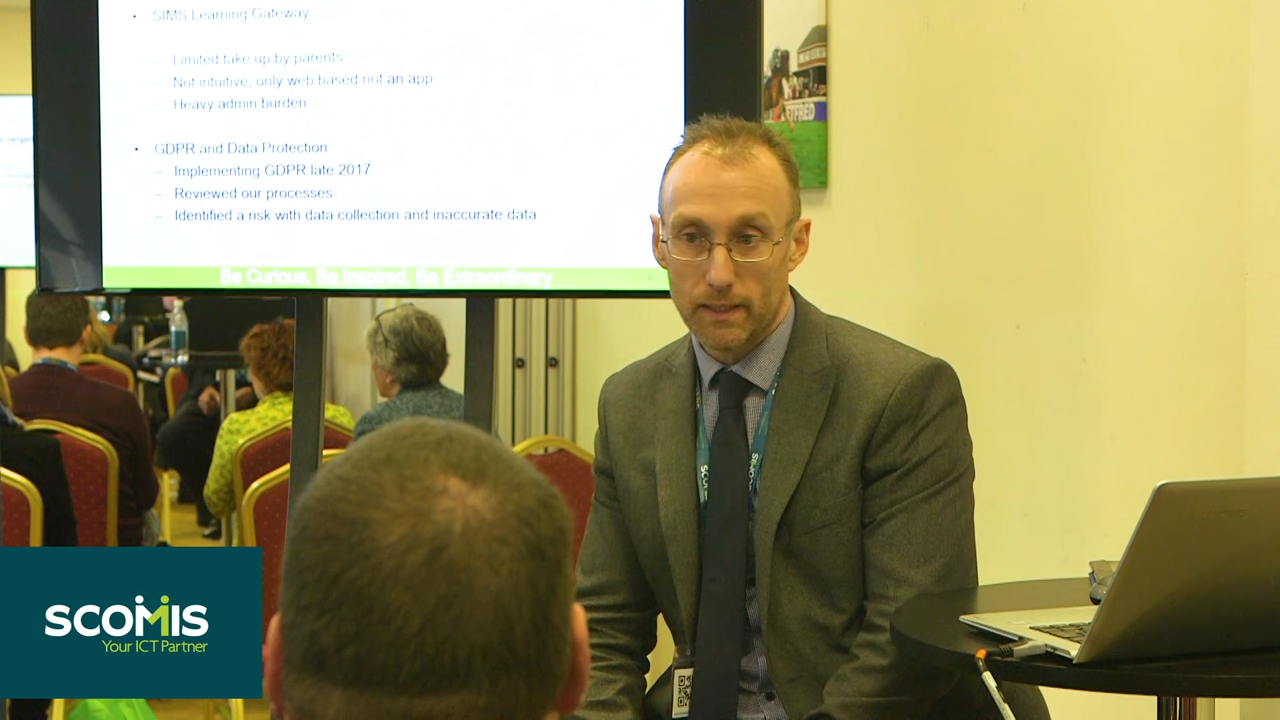 SIMS Learning Gateway
Limited take up by parents
Not intuitive, only web based not an app
Heavy admin burden
GDPR and Data Protection
Implementing GDPR late 2017
Reviewed our processes
Identified a risk with data collection and inaccurate data
Be Curious. Be Inspired. Be Extraordinary
ETFRED
SCOMIS
SCOMIS
Your ICT Partner